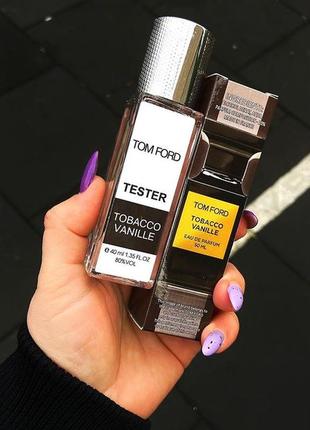 TOM FORD
TESTER
TOBACCO
VANILLE
e 40 ml 1.35 FL.OZ
80%VOL
INGREDIENTS:
TOM FORD
TOBACCO
VANILLE
EAU DE PARFUM
50 ML